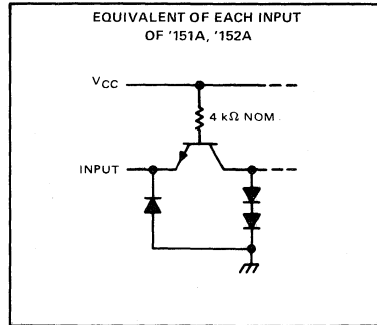 EQUIVALENT OF EACH INPUT
OF '151A, '152A
VCC
4 kΩ NOM
INPUT